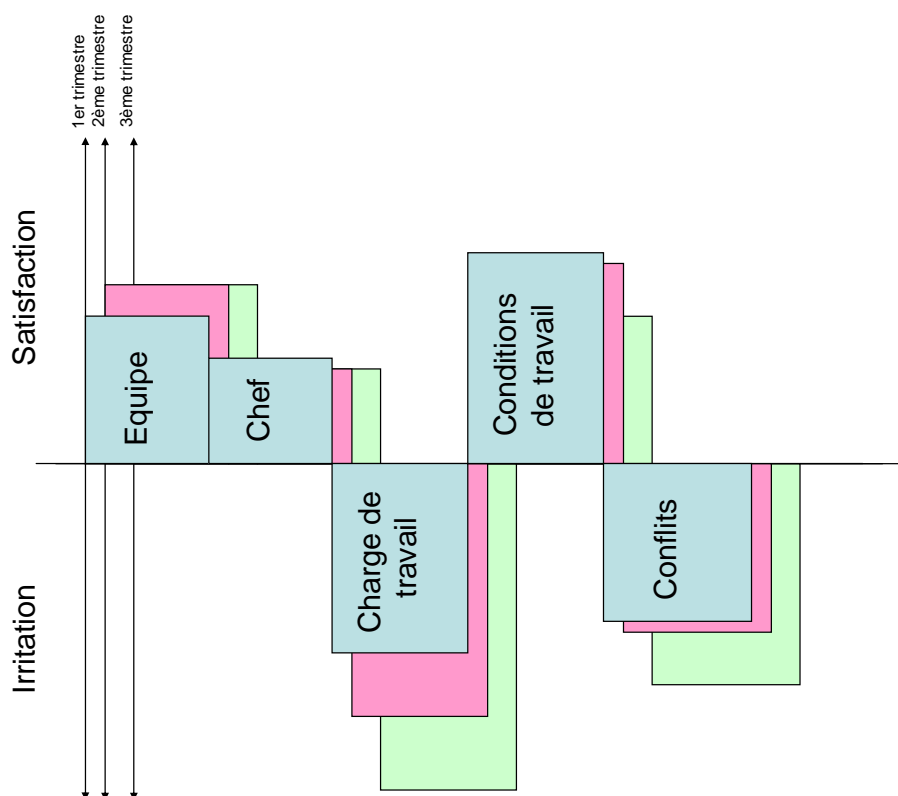 1er trimestre
2ème trimestre
3ème trimestre
Satisfaction
Irritation
Equipe
Chef
Charge de
travail
Conditions
de travail
Conflits